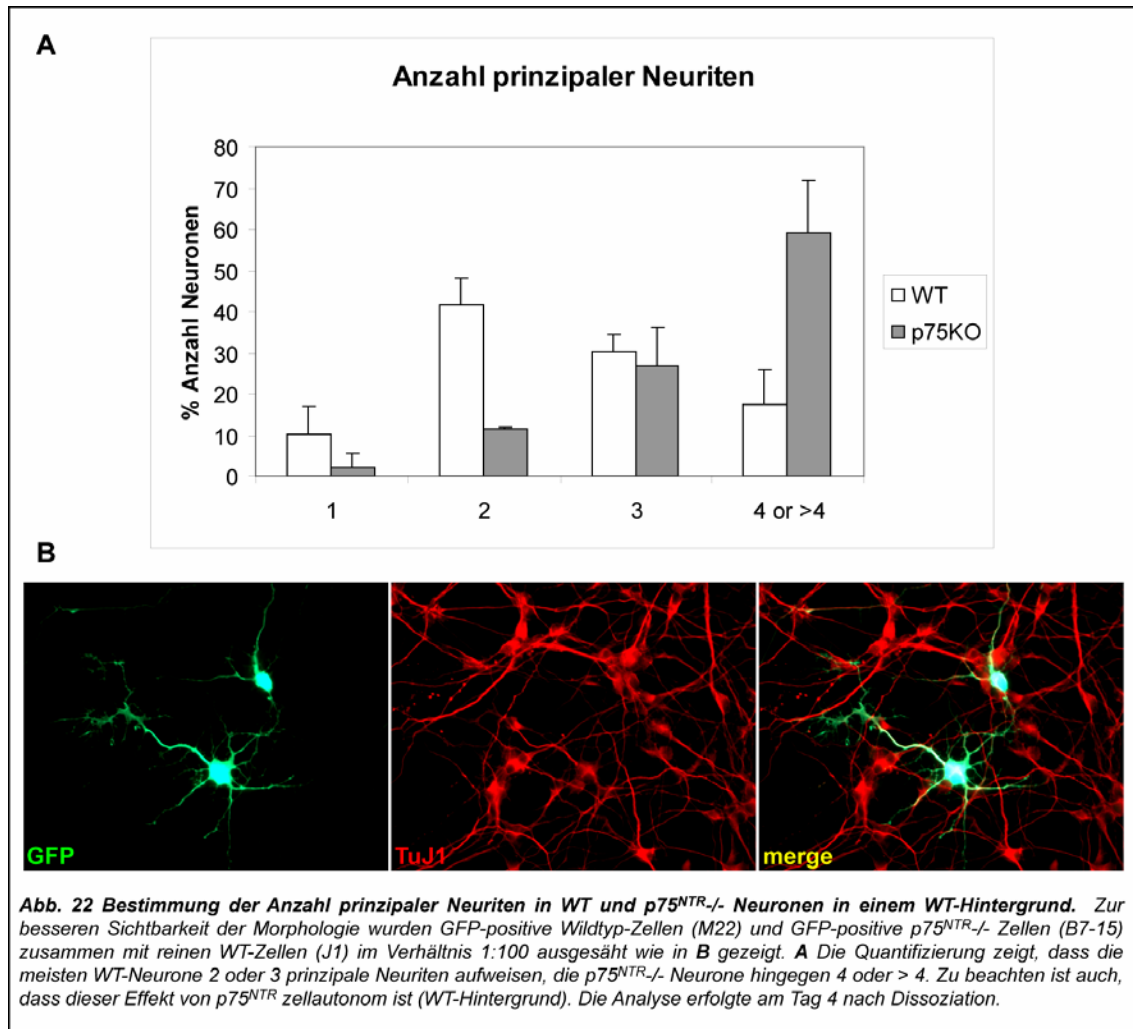 A
Anzahl prinzipaler Neuriten
% Anzahl Neuronen
80
70
60
50
40
30
20
10
0
1 2 3 4 or >4
WT
p75KO
B
GFP
TuJ1
merge
Abb. 22 Bestimmung der Anzahl prinzipaler Neuriten in WT und p75NTR-/- Neuronen in einem WT-Hintergrund. Zur
besseren Sichtbarkeit der Morphologie wurden GFP-positive Wildtyp-Zellen (M22) und GFP-positive p75NTR-/- Zellen (B7-15)
zusammen mit reinen WT-Zellen (J1) im Verhältnis 1:100 ausgesäht wie in B gezeigt. A Die Quantifizierung zeigt, dass die
meisten WT-Neurone 2 oder 3 prinzipale Neuriten aufweisen, die p75NTR-/- Neurone hingegen 4 oder > 4. Zu beachten ist auch,
dass dieser Effekt von p75NTR zellautonom ist (WT-Hintergrund). Die Analyse erfolgte am Tag 4 nach Dissoziation.